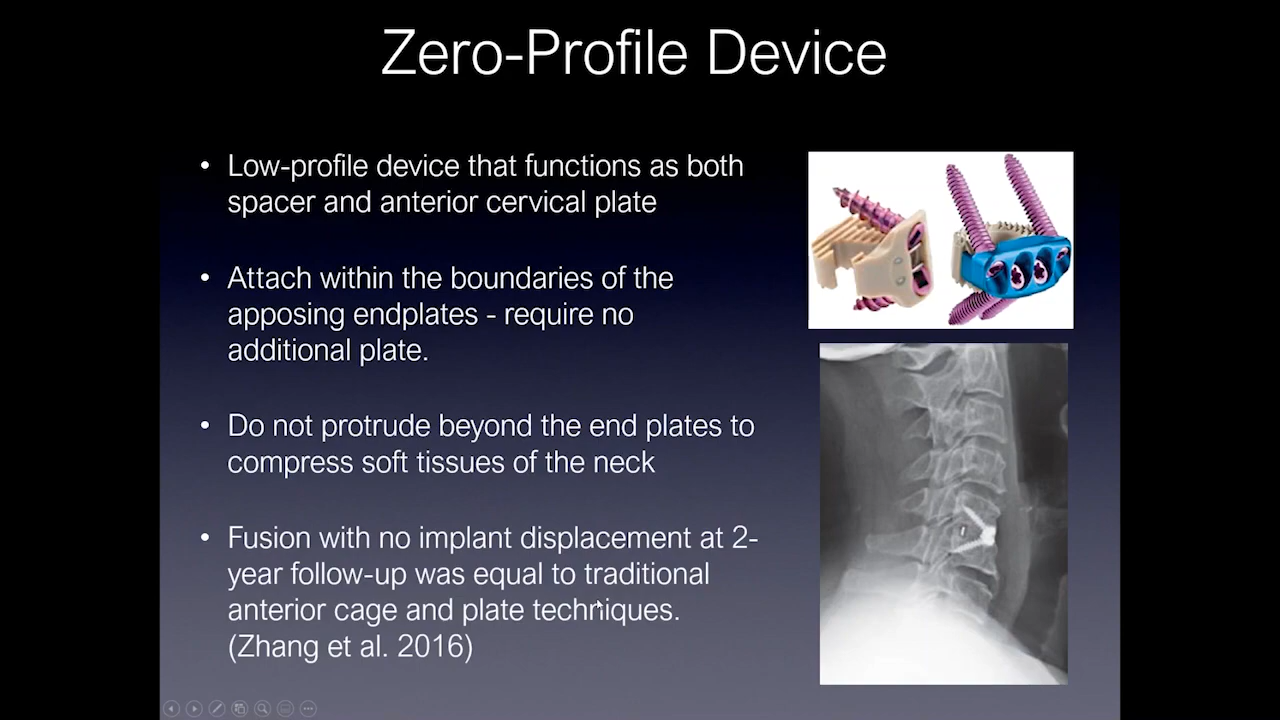 Zero-Profile Device
• Low-profile device that functions as both
spacer and anterior cervical plate
• Attach within the boundaries of the
apposing endplates - require no
additional plate.
• Do not protrude beyond the end plates to
compress soft tissues of the neck
• Fusion with no implant displacement at 2-
year follow-up was equal to traditional
anterior cage and plate techniques.
(Zhang et al. 2016)